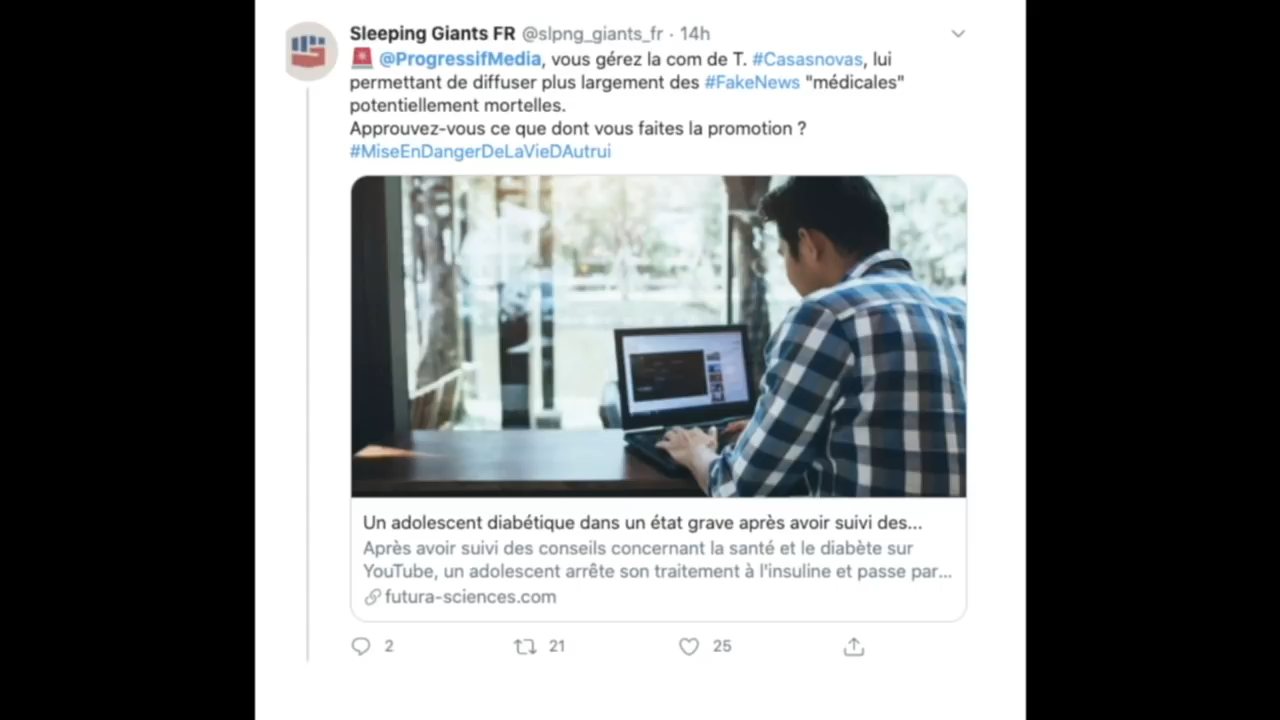 Sleeping Giants FR @slpng_giants_fr · 14h
🚨 @ProgressifMedia, vous gérez la com de T. #Casasnovas, lui
permettant de diffuser plus largement des #FakeNews "médicales"
potentiellement mortelles.
Approuvez-vous ce que dont vous faites la promotion ?
#MiseEnDangerDeLaVieDAutrui
Un adolescent diabétique dans un état grave après avoir suivi des...
Après avoir suivi des conseils concernant la santé et le diabète sur
YouTube, un adolescent arrête son traitement à l'insuline et passe par...
futura-sciences.com
2 21 25